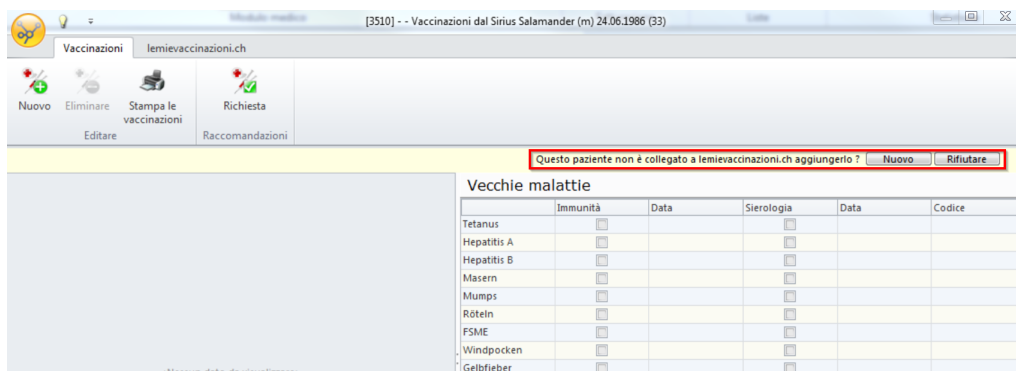 [3510] - - Vaccinazioni dal Sirius Salamander (m) 24.06.1986 (33)
Vaccinazioni lemievaccinazioni.ch
Nuovo Eliminare Stampa le vaccinazioni Richiesta
Editare Raccomandazioni
Questo paziente non è collegato a lemievaccinazioni.ch aggiungerlo ? Nuovo Rifiutare
Vecchie malattie
Immunità Data Sierologia Data Codice
Tetanus
Hepatitis A
Hepatitis B
Masern
Mumps
Röteln
FSME
Windpocken
Gelbfieber